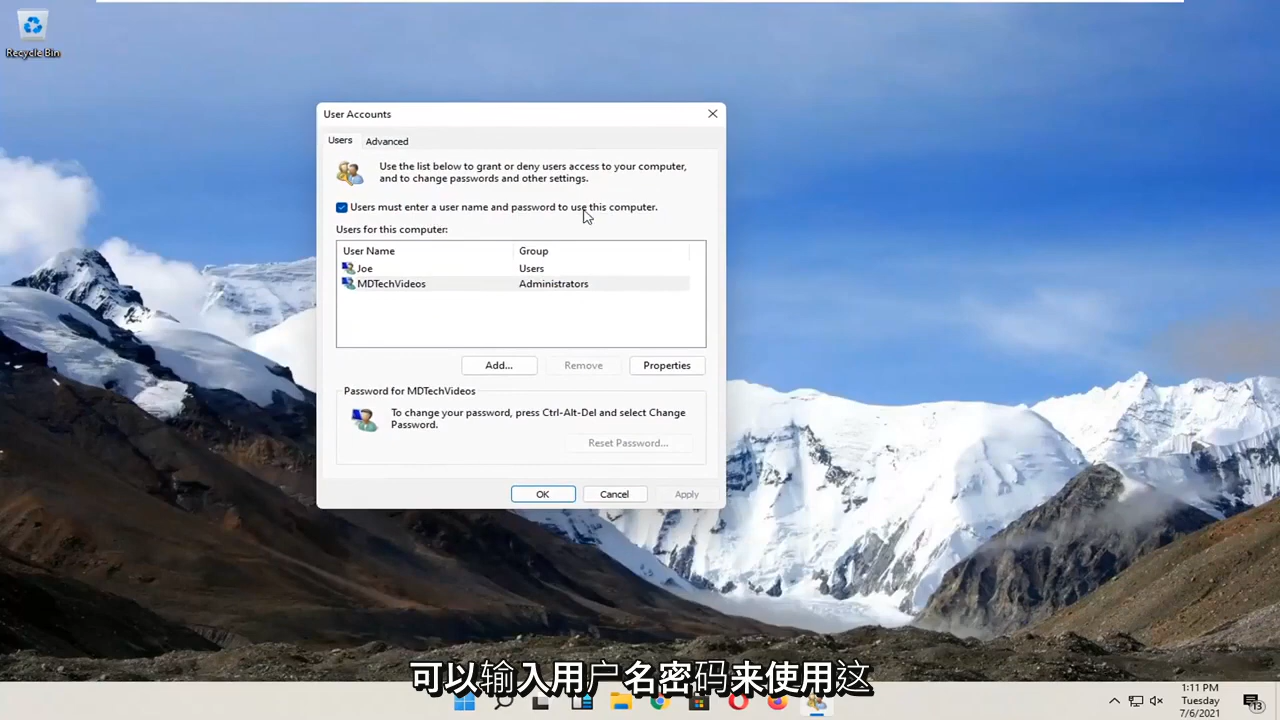 Recycle Bin
User Accounts
Users
Advanced
Use the list below to grant or deny users access to your computer,
and to change passwords and other settings.
Users must enter a user name and password to use this computer.
Users for this computer:
User Name
Group
Joe
Users
MDTechVideos
Administrators
Add...
Remove
Properties
Password for MDTechVideos
To change your password, press Ctrl-Alt-Del and select Change
Password.
Reset Password...
OK
Cancel
Apply
可以输入用户名密码来使用这
1:11 PM
Tuesday
7/6/2021
13